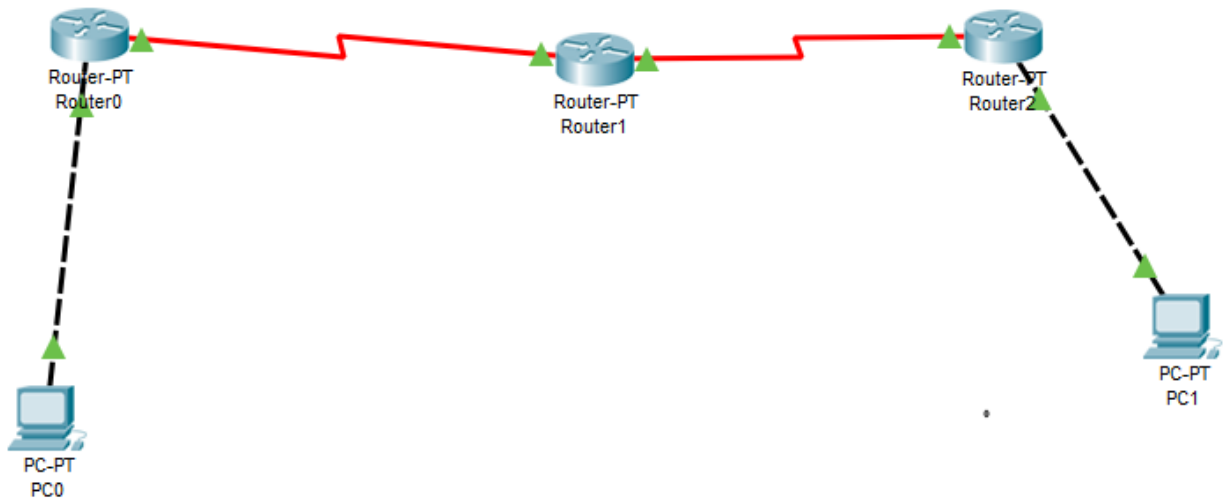 Router-PT
Router0
Router-PT
Router1
Router-PT
Router2
PC-PT
PC0
PC-PT
PC1